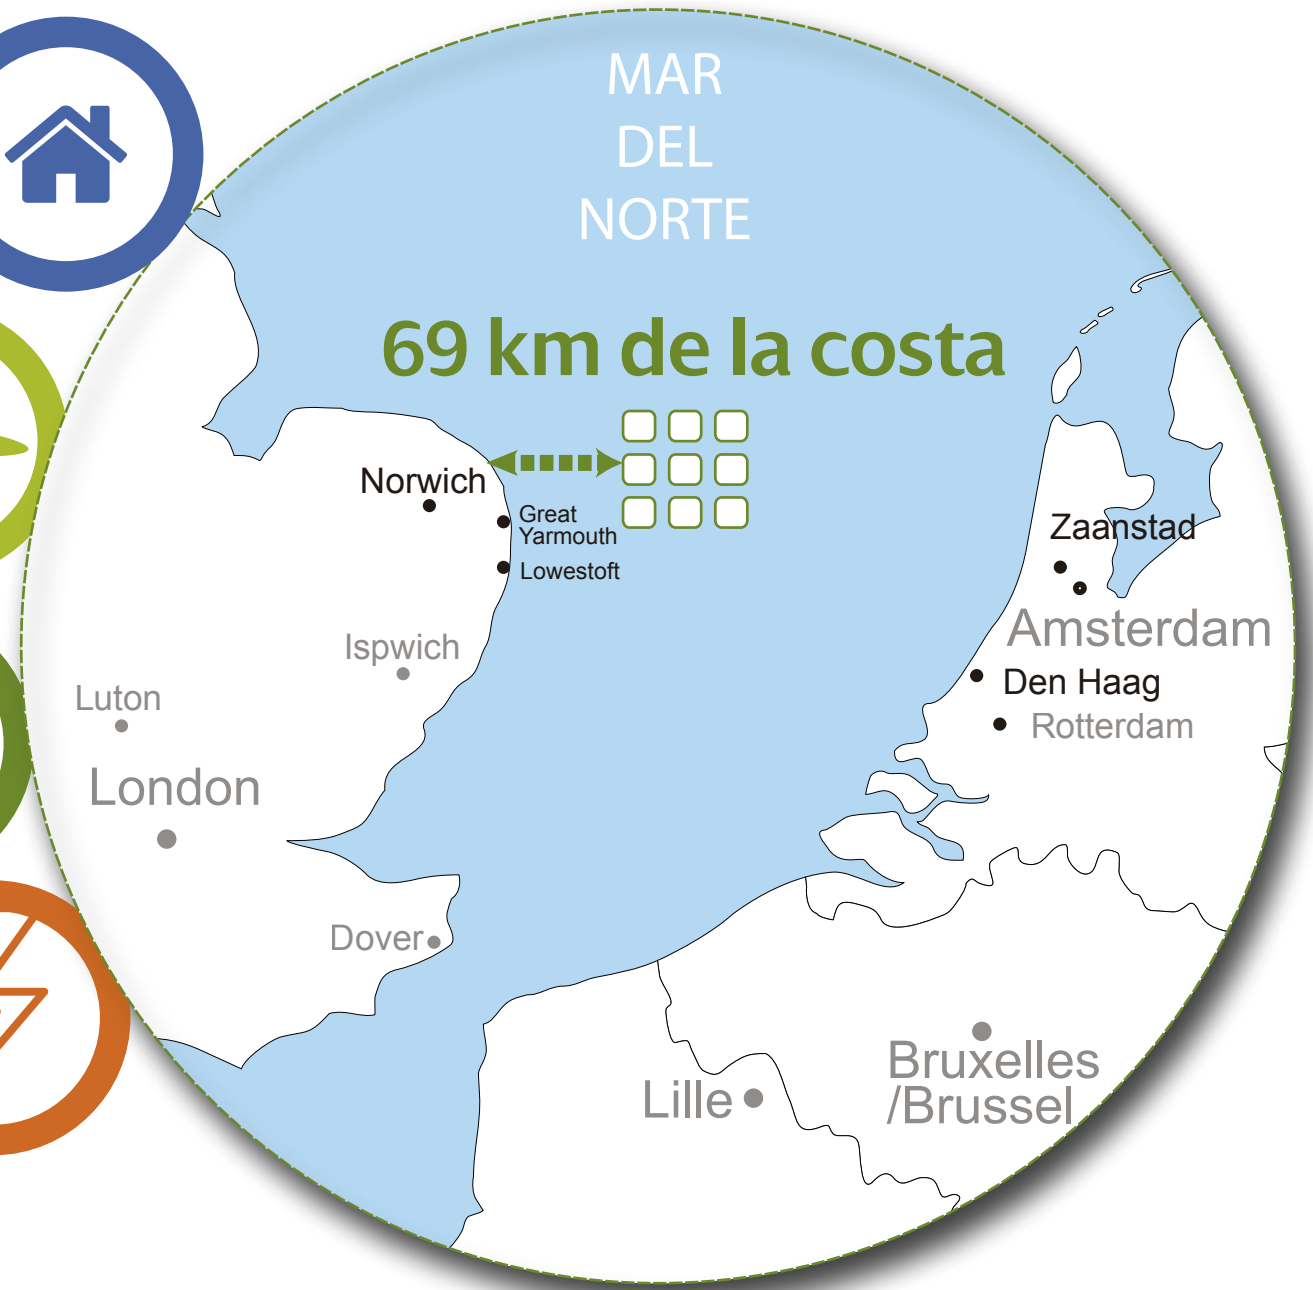 MAR
DEL
NORTE
69 km de la costa
Norwich
Great
Yarmouth
Lowestoft
Zaanstad
Amsterdam
Ispwich
Den Haag
Luton
Rotterdam
London
Dover
Bruxelles
/Brussel
Lille